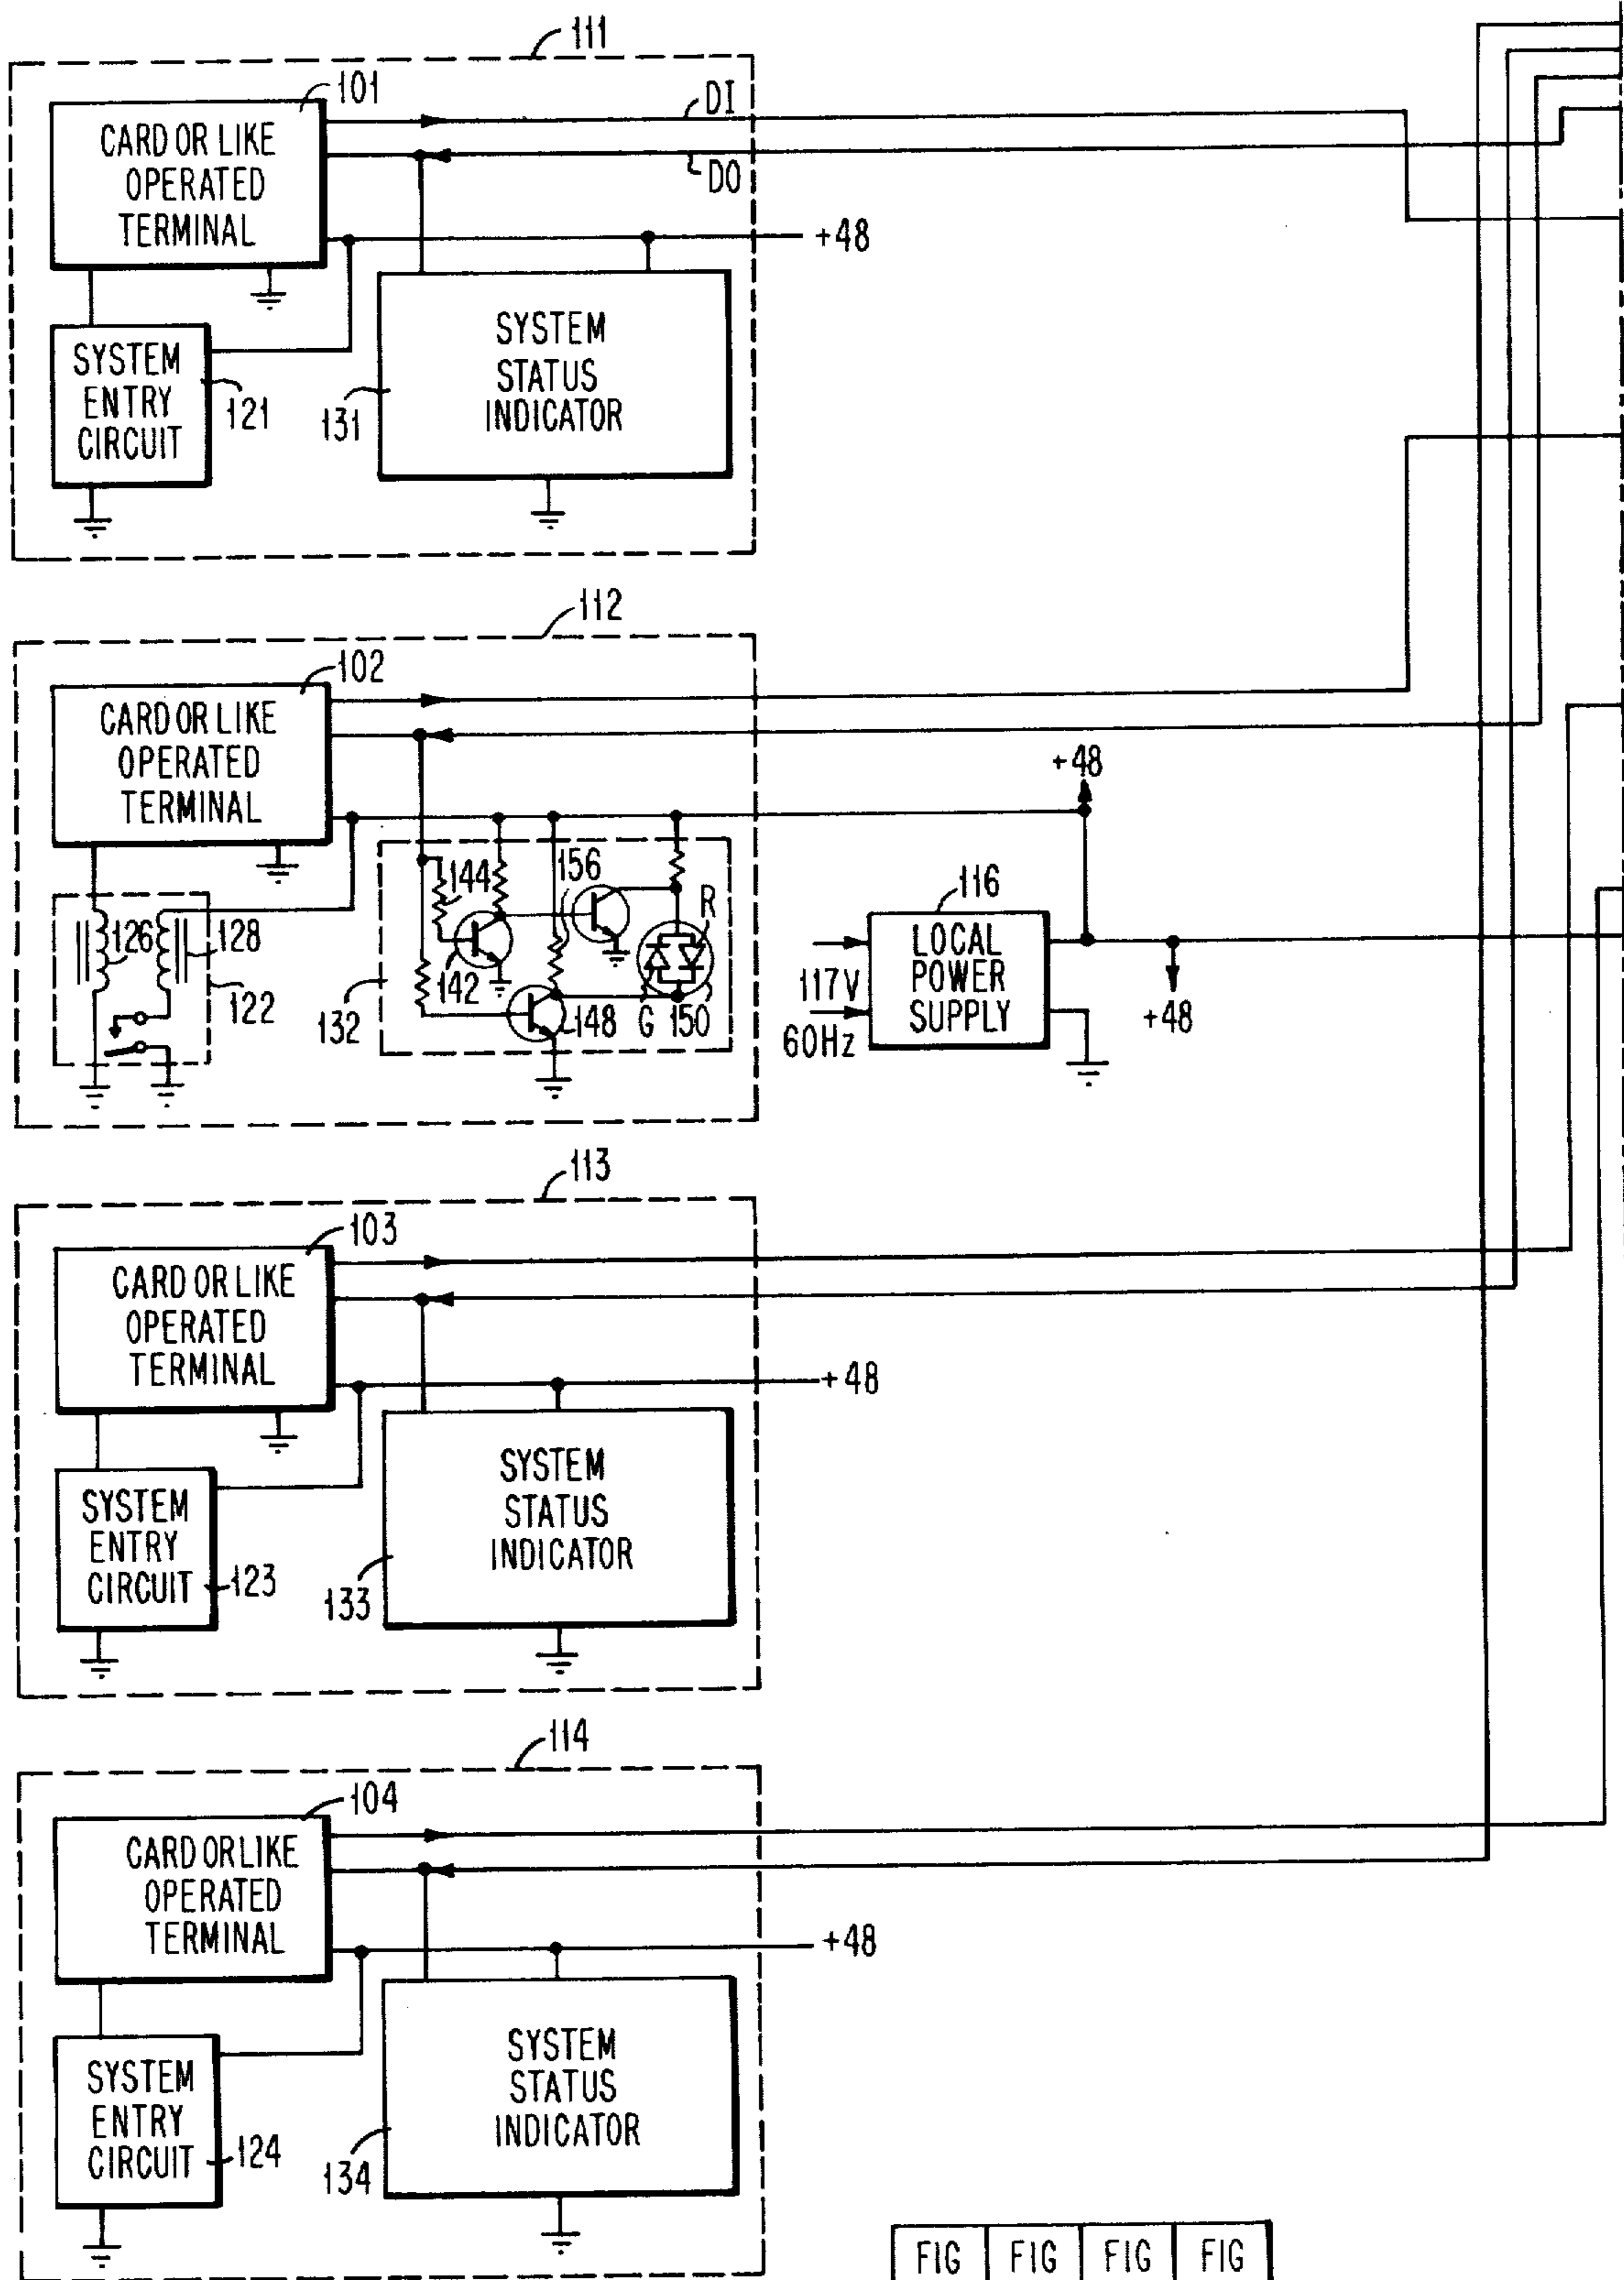 111
101
DI
CARD OR LIKE
OPERATED
TERMINAL
DO
+48
SYSTEM
ENTRY
CIRCUIT
121
131
SYSTEM
STATUS
INDICATOR
112
102
CARD OR LIKE
OPERATED
TERMINAL
+48
144
156
R
116
126
128
142
122
132
148
G
150
117V
60Hz
LOCAL
POWER
SUPPLY
+48
113
103
CARD OR LIKE
OPERATED
TERMINAL
+48
SYSTEM
ENTRY
CIRCUIT
123
133
SYSTEM
STATUS
INDICATOR
114
104
CARD OR LIKE
OPERATED
TERMINAL
+48
SYSTEM
ENTRY
CIRCUIT
124
134
SYSTEM
STATUS
INDICATOR
FIG FIG FIG FIG